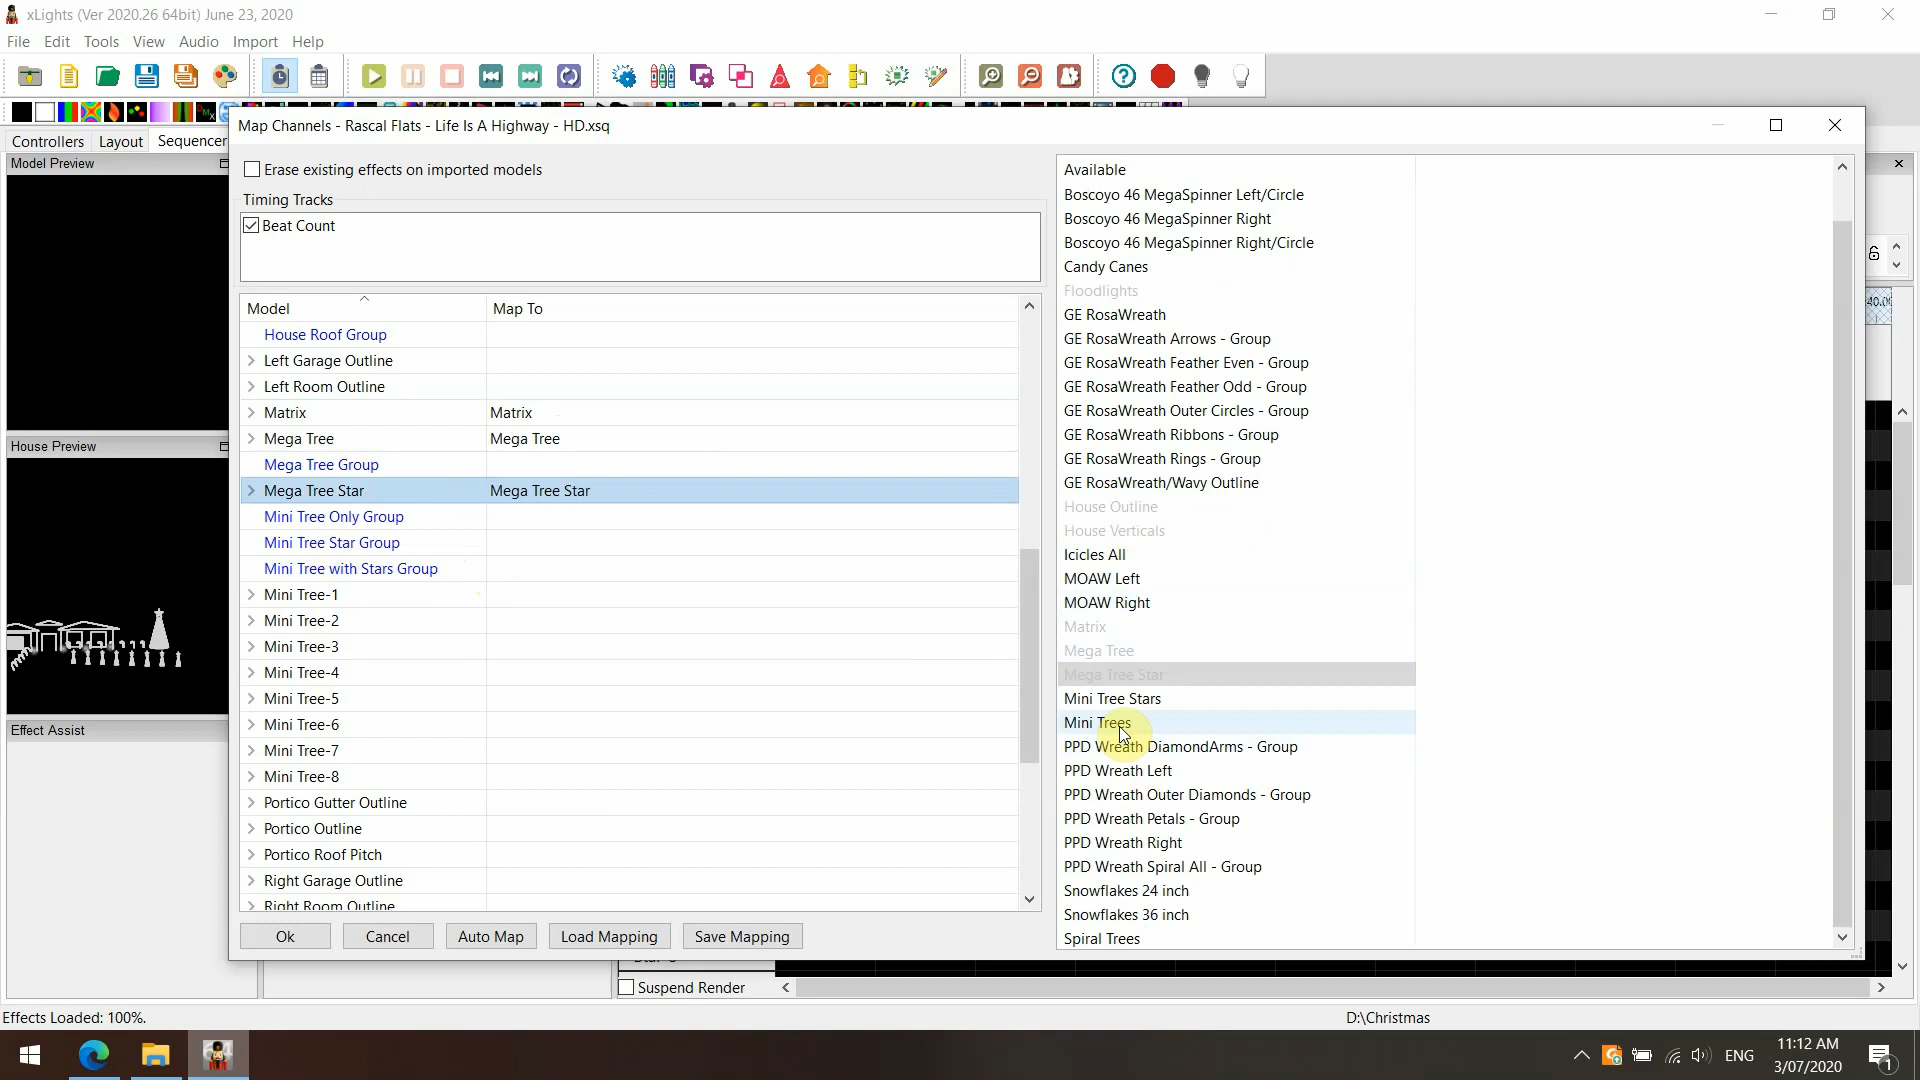 xLights (Ver 2020.26 64bit) June 23, 2020
File Edit Tools View Audio Import Help
Controllers Layout Sequencer
Map Channels - Rascal Flats - Life Is A Highway - HD.xsq
Model Preview
Erase existing effects on imported models
Timing Tracks
Beat Count
Model Map To
House Roof Group
Left Garage Outline
Left Room Outline
Matrix Matrix
Mega Tree Mega Tree
Mega Tree Group
Mega Tree Star Mega Tree Star
Mini Tree Only Group
Mini Tree Star Group
Mini Tree with Stars Group
Mini Tree-1
Mini Tree-2
Mini Tree-3
Mini Tree-4
Mini Tree-5
Mini Tree-6
Mini Tree-7
Mini Tree-8
Portico Gutter Outline
Portico Outline
Portico Roof Pitch
Right Garage Outline
Right Room Outline
Ok Cancel Auto Map Load Mapping Save Mapping
Available
Boscoyo 46 MegaSpinner Left/Circle
Boscoyo 46 MegaSpinner Right
Boscoyo 46 MegaSpinner Right/Circle
Candy Canes
Floodlights
GE RosaWreath
GE RosaWreath Arrows - Group
GE RosaWreath Feather Even - Group
GE RosaWreath Feather Odd - Group
GE RosaWreath Outer Circles - Group
GE RosaWreath Ribbons - Group
GE RosaWreath Rings - Group
GE RosaWreath/Wavy Outline
House Outline
House Verticals
Icicles All
MOAW Left
MOAW Right
Matrix
Mega Tree
Mega Tree Star
Mini Tree Stars
Mini Trees
PPD Wreath DiamondArms - Group
PPD Wreath Left
PPD Wreath Outer Diamonds - Group
PPD Wreath Petals - Group
PPD Wreath Right
PPD Wreath Spiral All - Group
Snowflakes 24 inch
Snowflakes 36 inch
Spiral Trees
House Preview
Effect Assist
Suspend Render
Effects Loaded: 100%. D:\Christmas
ENG
11:12 AM
3/07/2020
1